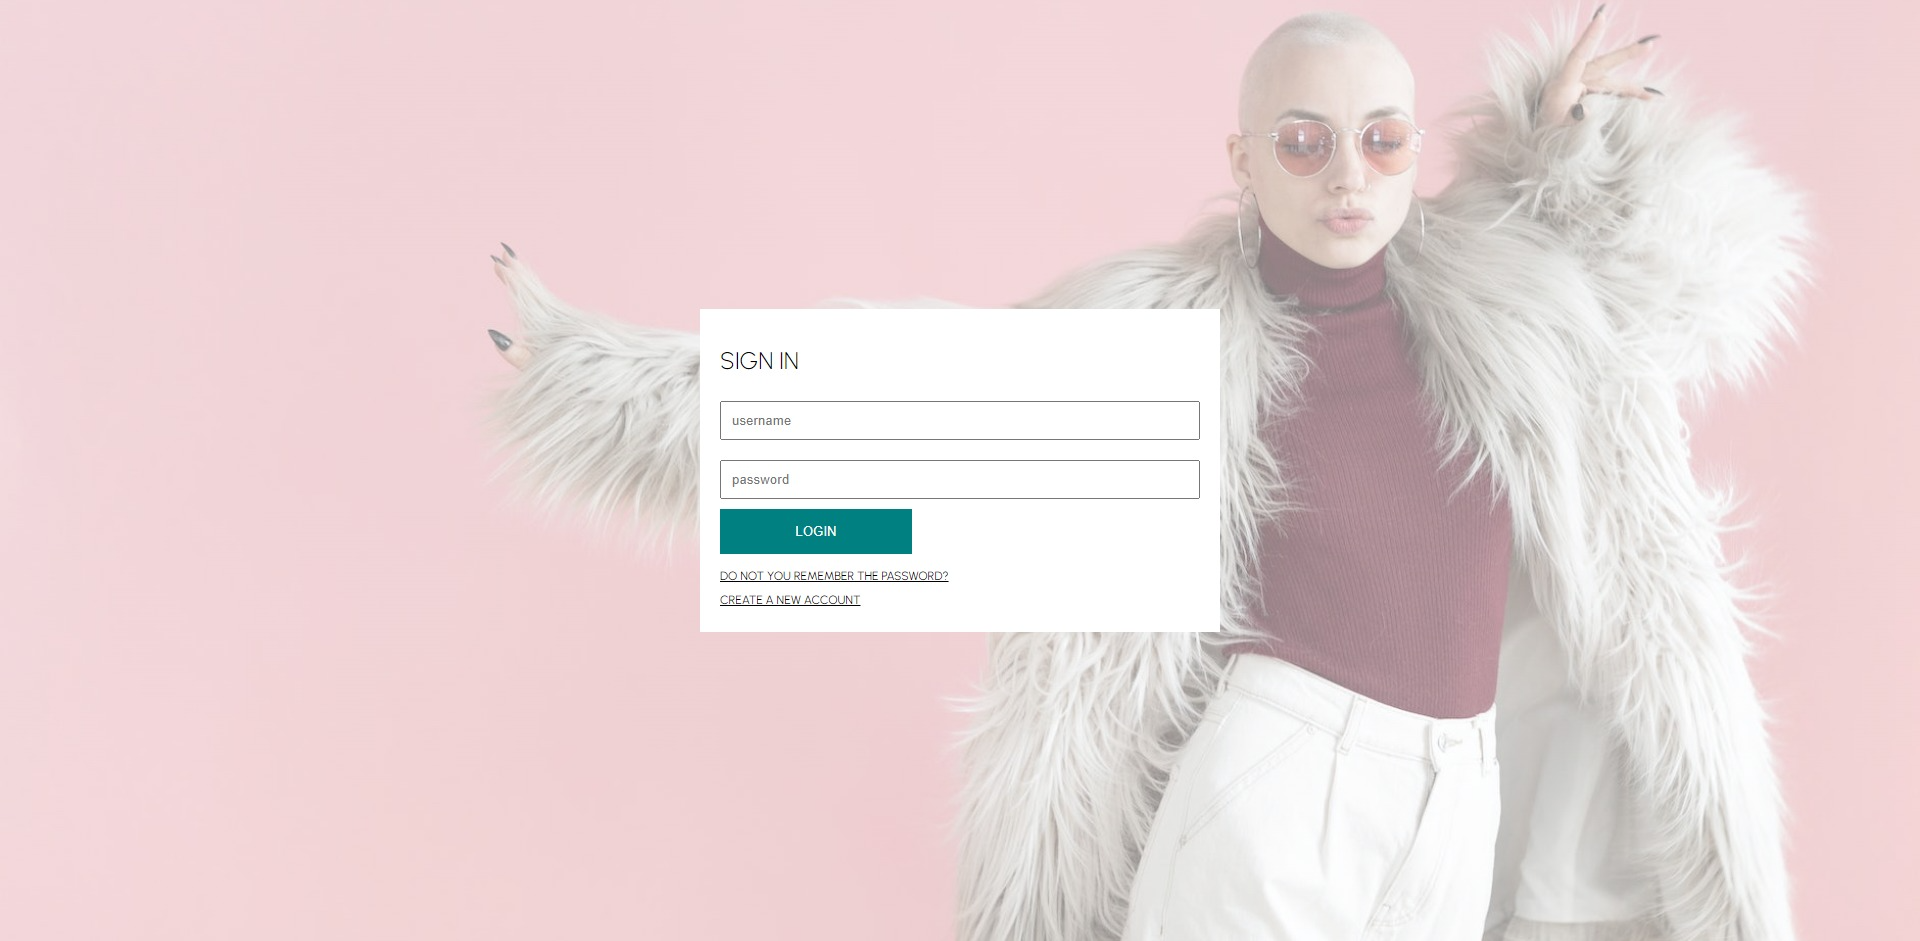 SIGN IN
username
password
LOGIN
DO NOT YOU REMEMBER THE PASSWORD?
CREATE A NEW ACCOUNT